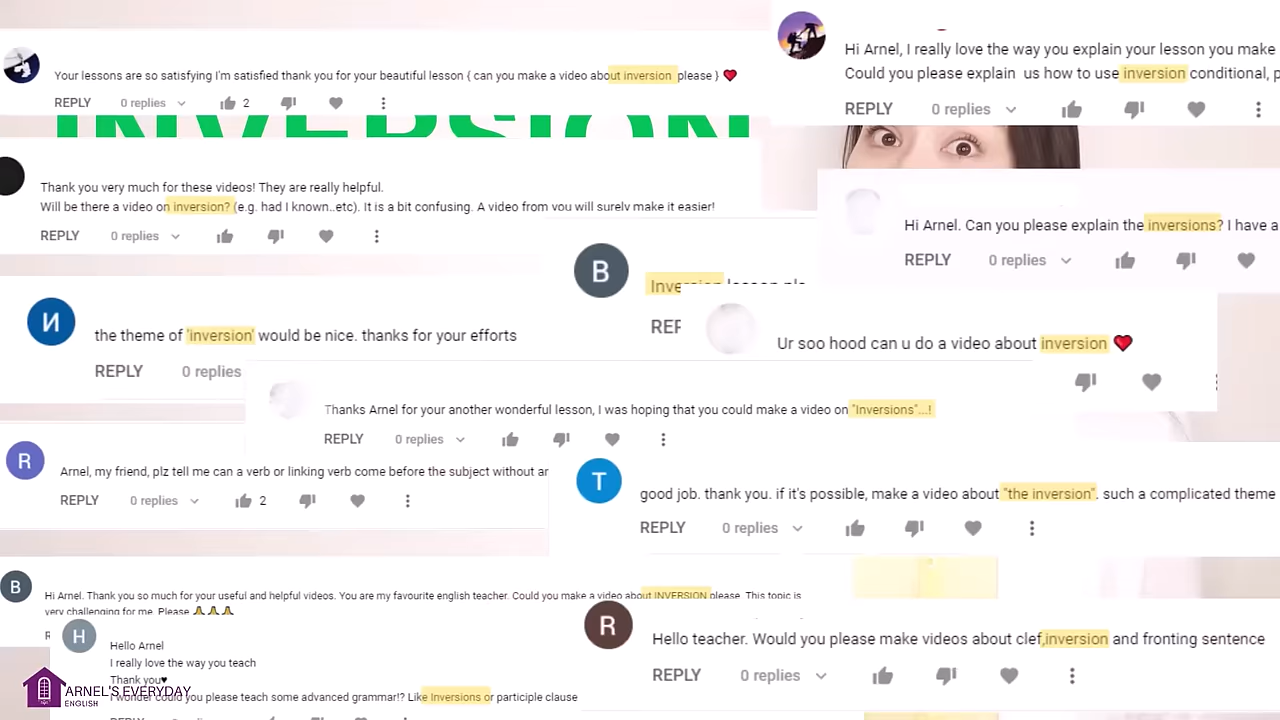 Your lessons are so satisfying I'm satisfied thank you for your beautiful lesson { can you make a video about inversion please } ❤
REPLY 0 replies 2
INVERSION
Hi Arnel, I really love the way you explain your lesson you make
Could you please explain us how to use inversion conditional,
REPLY 0 replies
Thank you very much for these videos! They are really helpful.
Will be there a video on inversion? (e.g. had I known..etc). It is a bit confusing. A video from you will surely make it easier!
REPLY 0 replies
Hi Arnel. Can you please explain the inversions? I have a
REPLY 0 replies
B
Inversion lesson
REP
И
the theme of 'inversion' would be nice. thanks for your efforts
REPLY 0 replies
Ur soo hood can u do a video about inversion ❤
Thanks Arnel for your another wonderful lesson, I was hoping that you could make a video on "Inversions"...!
REPLY 0 replies
R
Arnel, my friend, plz tell me can a verb or linking verb come before the subject without
REPLY 0 replies 2
T
good job. thank you. if it's possible, make a video about "the inversion". such a complicated theme
REPLY 0 replies
B
Hi Arnel. Thank you so much for your useful and helpful videos. You are my favourite english teacher. Could you make a video about INVERSION please. This topic is
very challenging for me. Please 🙏🙏🙏
R
H
Hello Arnel
I really love the way you teach
Thank you♥
I wonder could you please teach some advanced grammar!? Like Inversions or participle clause
R
Hello teacher. Would you please make videos about clef,inversion and fronting sentence
REPLY 0 replies
ARNEL'S EVERYDAY
ENGLISH